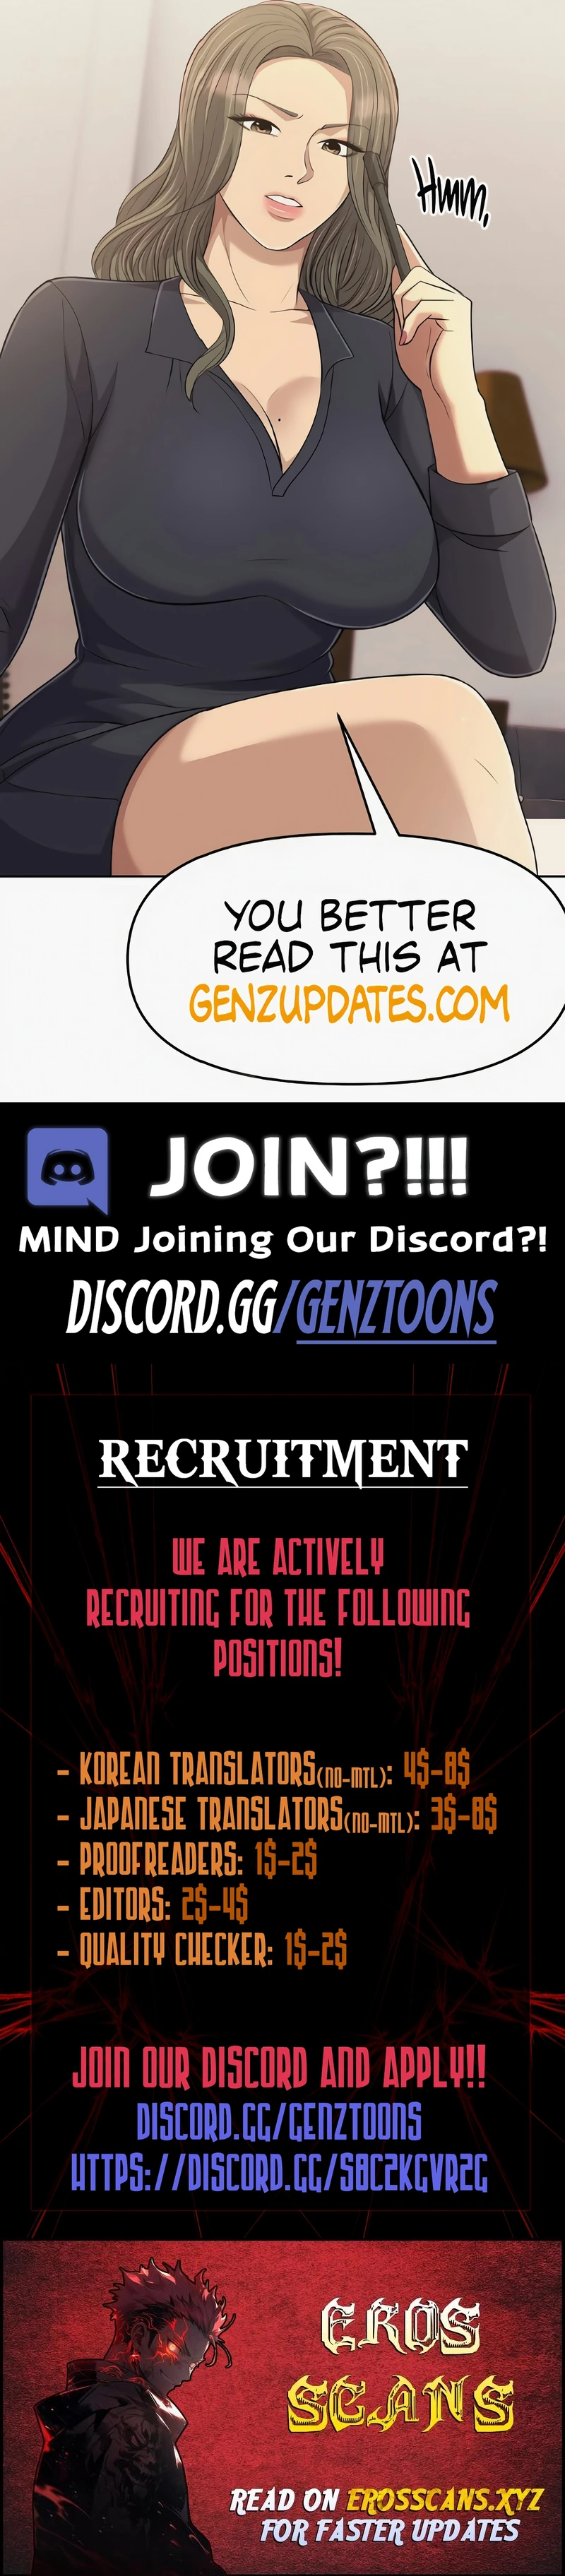 Hmm,
YOU BETTER
READ THIS AT
GENZUPDATES.COM
JOIN?!!!
MIND Joining Our Discord?!
DISCORD.GG/GENZTOONS
RECRUITMENT
WE ARE ACTIVELY
RECRUITING FOR THE FOLLOWING
POSITIONS!
- KOREAN TRANSLATORS(NO-MTL): 4$-8$
- JAPANESE TRANSLATORS(NO-MTL): 3$-8$
- PROOFREADERS: 1$-2$
- EDITORS: 2$-4$
- QUALITY CHECKER: 1$-2$
JOIN OUR DISCORD AND APPLY!!
DISCORD.GG/GENZTOONS
HTTPS://DISCORD.GG/S8C2KGVR2G
EROS
SCANS
READ ON EROSSCANS.XYZ
FOR FASTER UPDATES